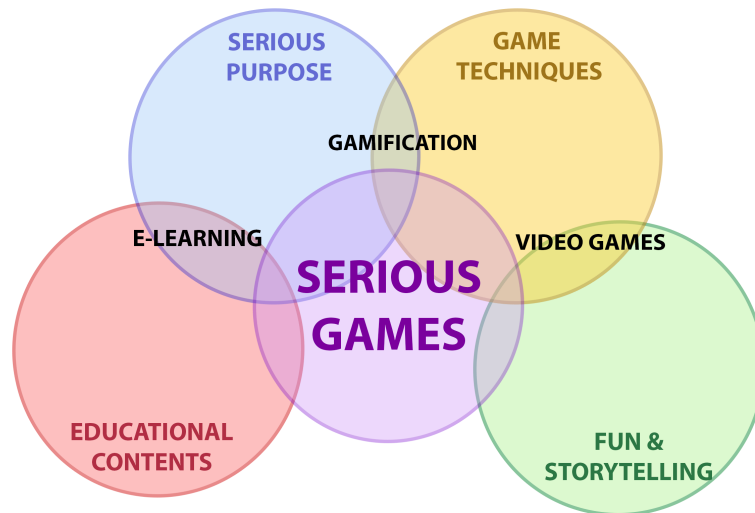 SERIOUS
PURPOSE
GAME
TECHNIQUES
GAMIFICATION
E-LEARNING
VIDEO GAMES
SERIOUS
GAMES
EDUCATIONAL
CONTENTS
FUN &
STORYTELLING